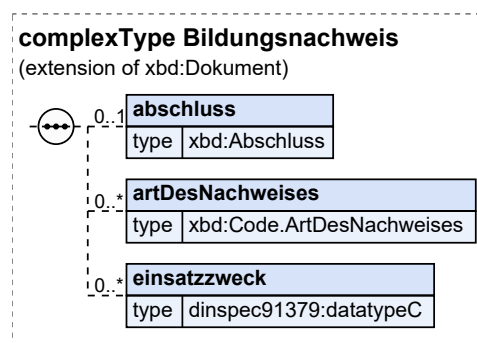 complexType Bildungsnachweis
(extension of xbd:Dokument)
0..1 abschluss
type xbd:Abschluss
0..* artDesNachweises
type xbd:Code.ArtDesNachweises
0..* einsatzzweck
type dinspec91379:datatypeC